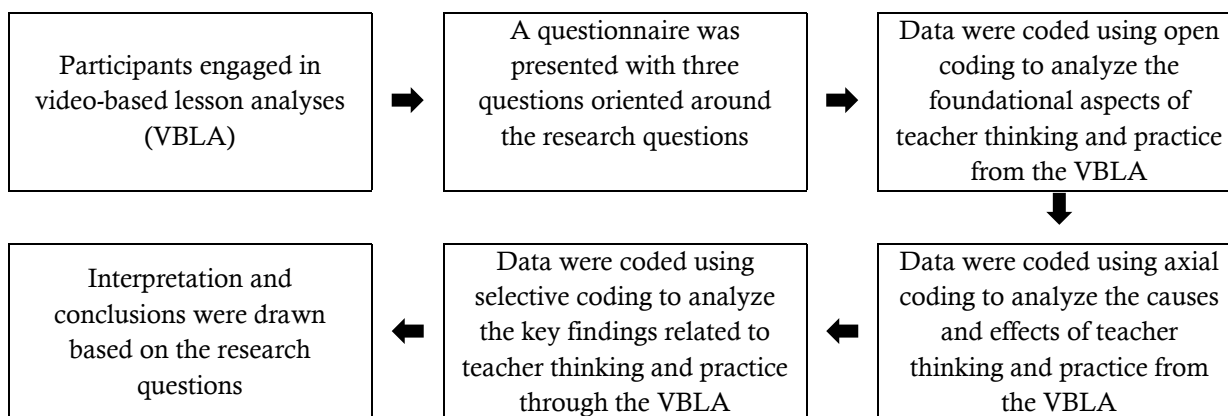 Participants engaged in
video-based lesson analyses
(VBLA)
A questionnaire was
presented with three
questions oriented around
the research questions
Data were coded using open
coding to analyze the
foundational aspects of
teacher thinking and practice
from the VBLA
Data were coded using axial
coding to analyze the causes
and effects of teacher
thinking and practice from
the VBLA
Data were coded using
selective coding to analyze
the key findings related to
teacher thinking and practice
through the VBLA
Interpretation and
conclusions were drawn
based on the research
questions